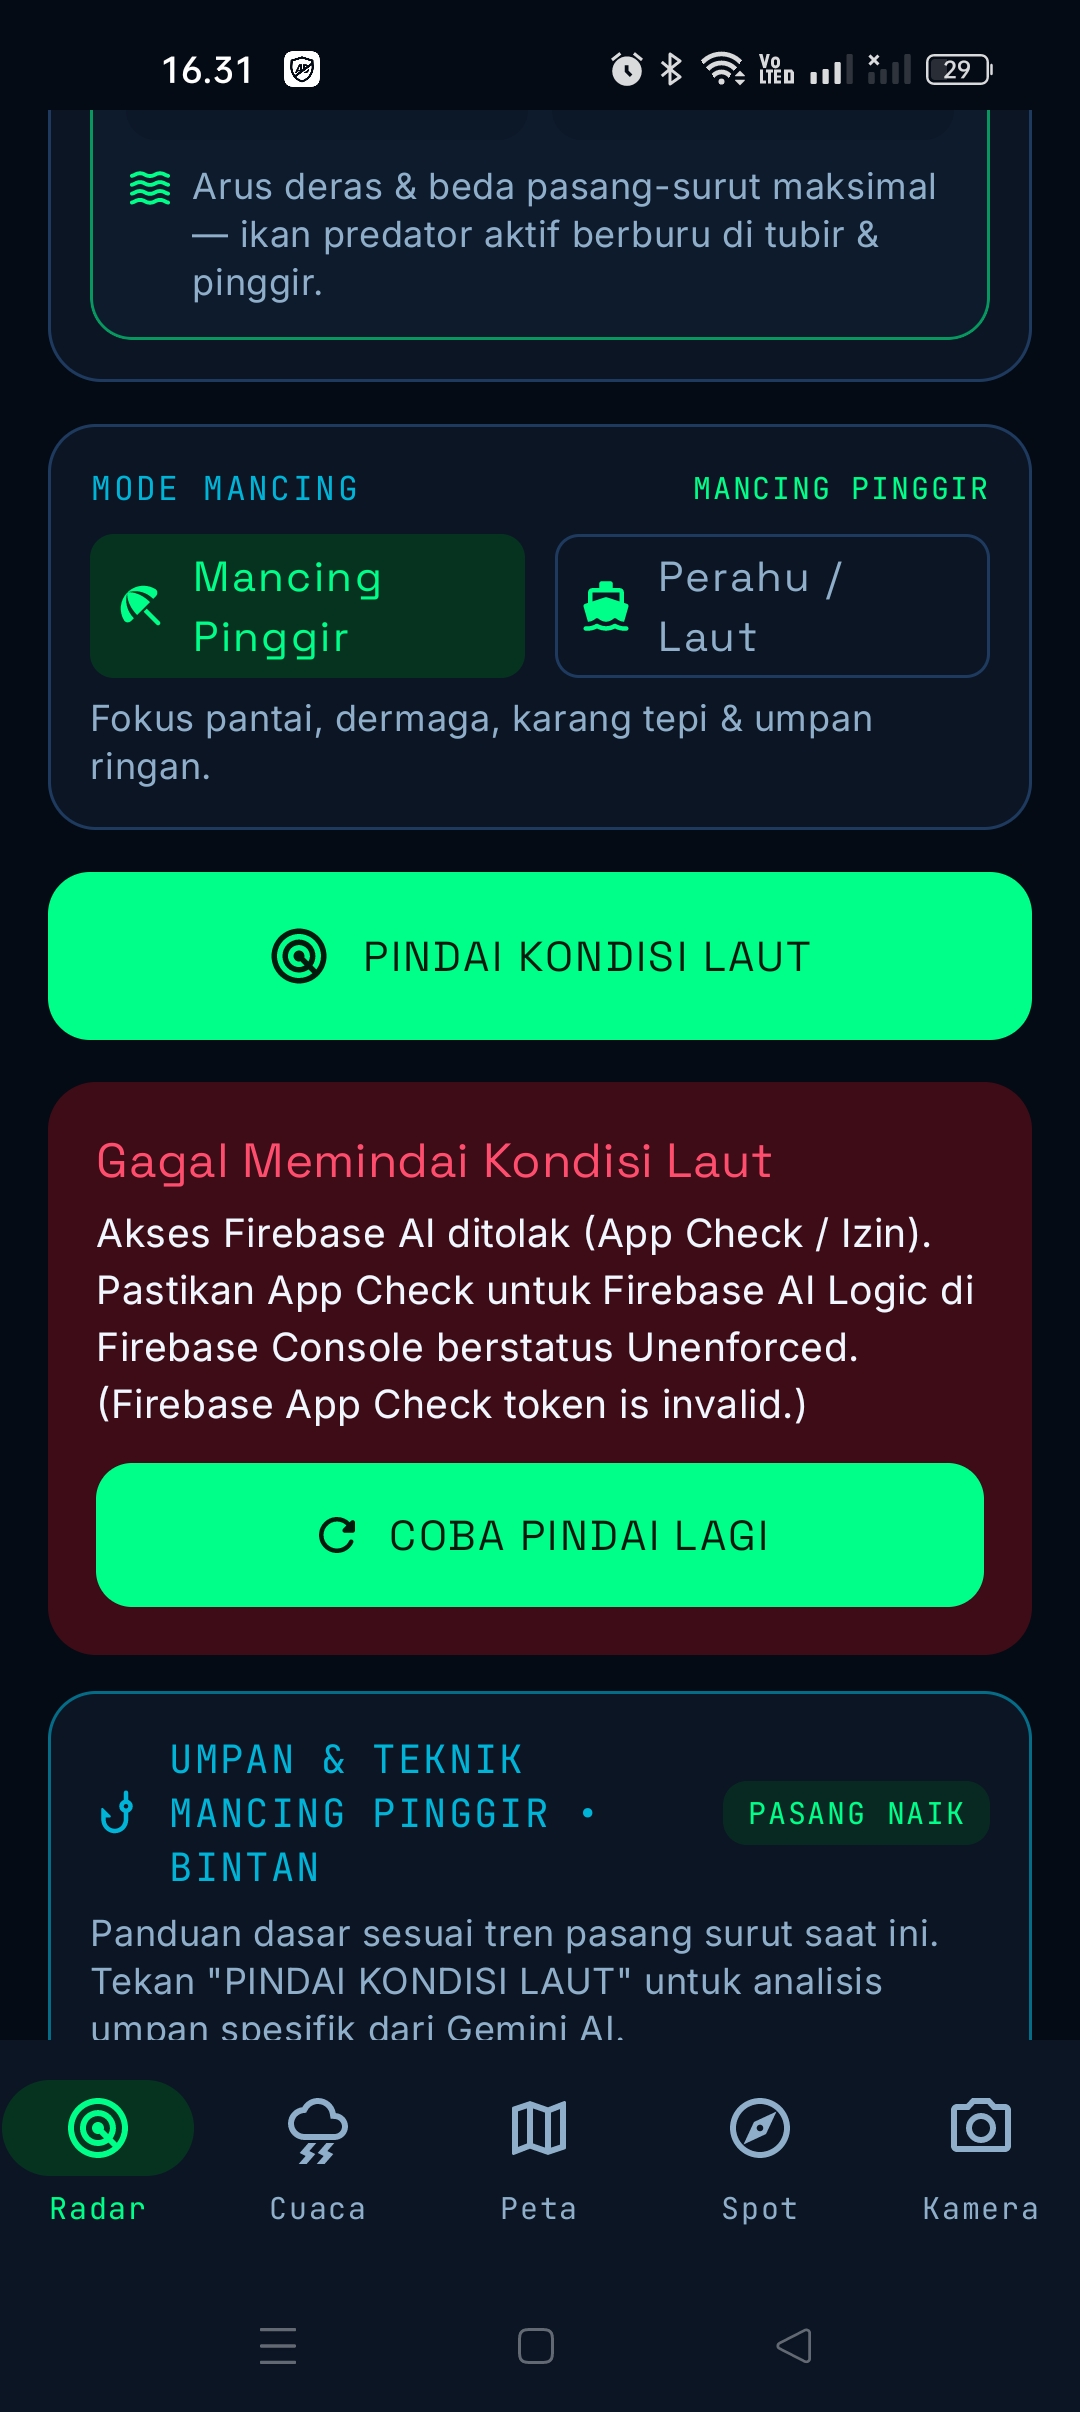 16.31
Vo
LTE
29
Arus deras & beda pasang-surut maksimal
— ikan predator aktif berburu di tubir &
pinggir.
MODE MANCING
MANCING PINGGIR
Mancing
Pinggir
Perahu /
Laut
Fokus pantai, dermaga, karang tepi & umpan
ringan.
PINDAI KONDISI LAUT
Gagal Memindai Kondisi Laut
Akses Firebase AI ditolak (App Check / Izin).
Pastikan App Check untuk Firebase AI Logic di
Firebase Console berstatus Unenforced.
(Firebase App Check token is invalid.)
COBA PINDAI LAGI
UMPAN & TEKNIK
MANCING PINGGIR •
BINTAN
PASANG NAIK
Panduan dasar sesuai tren pasang surut saat ini.
Tekan "PINDAI KONDISI LAUT" untuk analisis
umpan spesifik dari Gemini AI.
Radar
Cuaca
Peta
Spot
Kamera